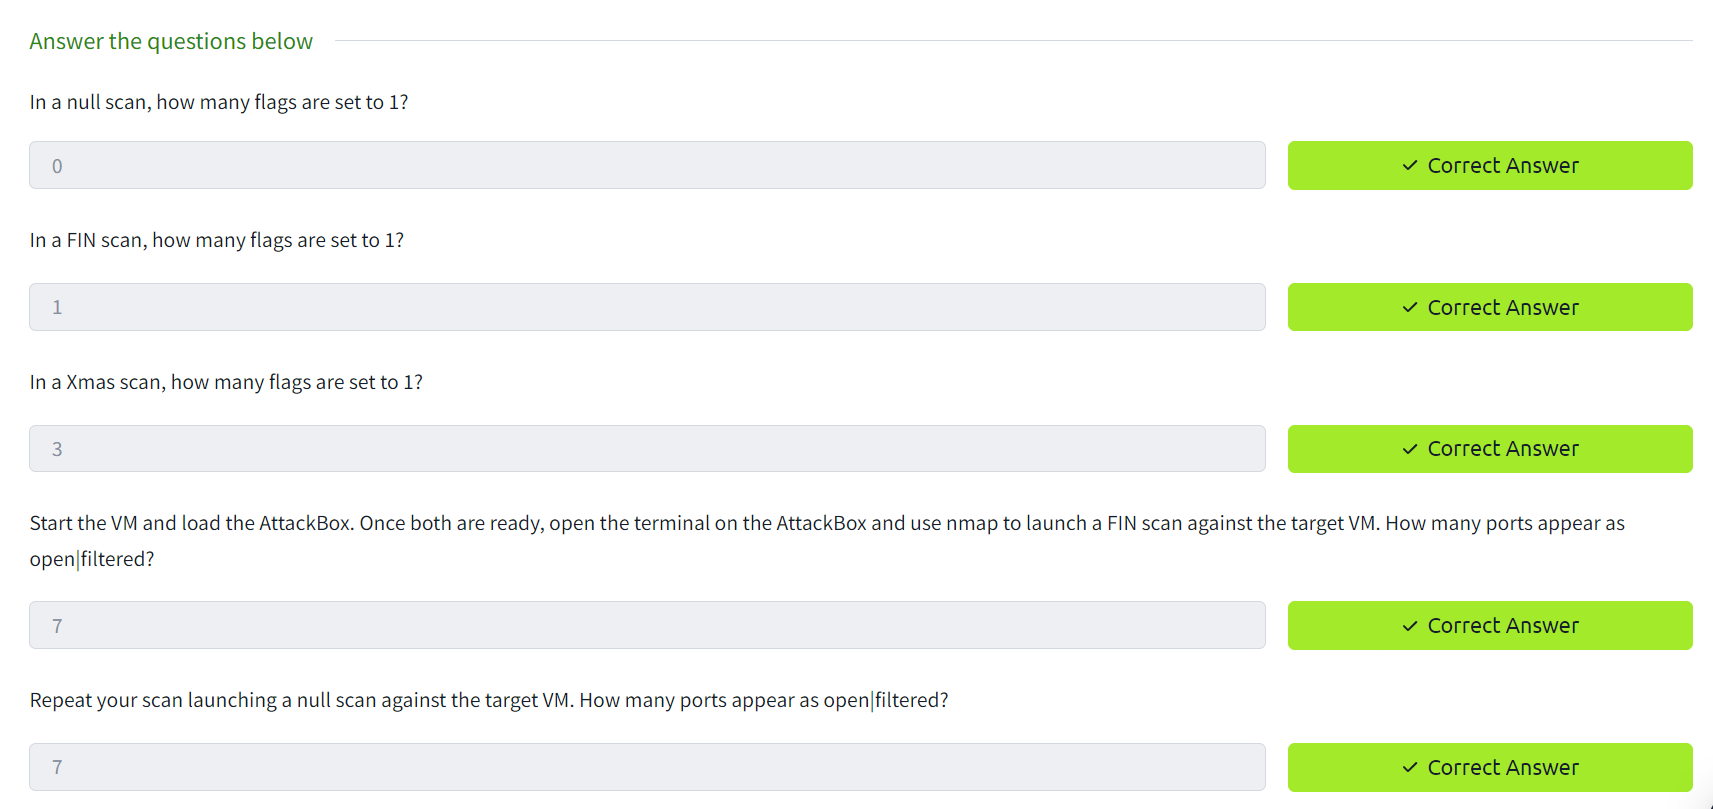 Answer the questions below
In a null scan, how many flags are set to 1?
0
✓ Correct Answer
In a FIN scan, how many flags are set to 1?
1
✓ Correct Answer
In a Xmas scan, how many flags are set to 1?
3
✓ Correct Answer
Start the VM and load the AttackBox. Once both are ready, open the terminal on the AttackBox and use nmap to launch a FIN scan against the target VM. How many ports appear as
open|filtered?
7
✓ Correct Answer
Repeat your scan launching a null scan against the target VM. How many ports appear as open|filtered?
7
✓ Correct Answer